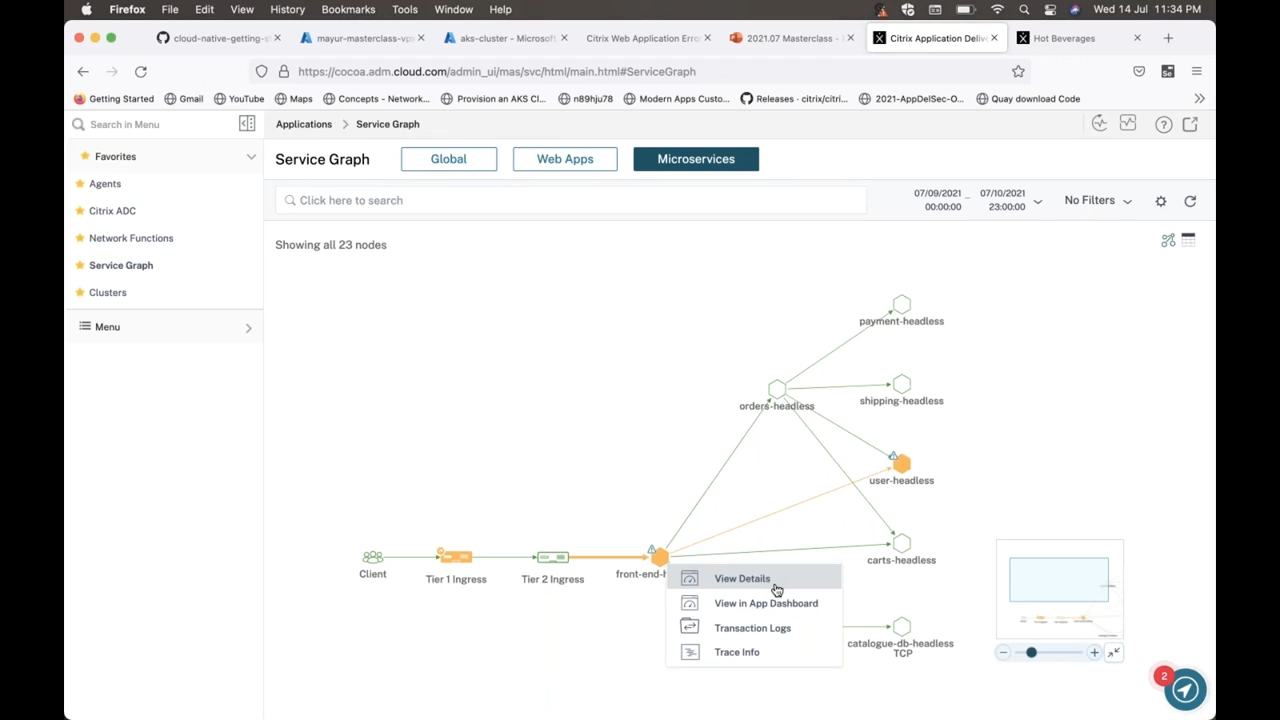 Firefox File Edit View History Bookmarks Tools Window Help Wed 14 Jul 11:34 PM
cloud-native-getting-s mayur-masterclass-vp aks-cluster - Microsoft Citrix Web Application Erro 2021.07 Masterclass - Citrix Application Deliv Hot Beverages
https://cocoa.adm.cloud.com/admin_ui/mas/svc/html/main.html#ServiceGraph
Getting Started Gmail YouTube Maps Concepts - Network... Provision an AKS Cl... n89hju78 Modern Apps Custo... Releases · citrix/citri... 2021-AppDelSec-O... Quay download Code
Search in Menu
Applications > Service Graph
Favorites
Agents
Citrix ADC
Network Functions
Service Graph
Clusters
Menu
Service Graph Global Web Apps Microservices
Click here to search
07/09/2021 – 07/10/2021
00:00:00 23:00:00
No Filters
Showing all 23 nodes
payment-headless
orders-headless
shipping-headless
user-headless
carts-headless
Client
Tier 1 Ingress
Tier 2 Ingress
front-end-h
View Details
View in App Dashboard
Transaction Logs
Trace Info
catalogue-db-headless
TCP
2